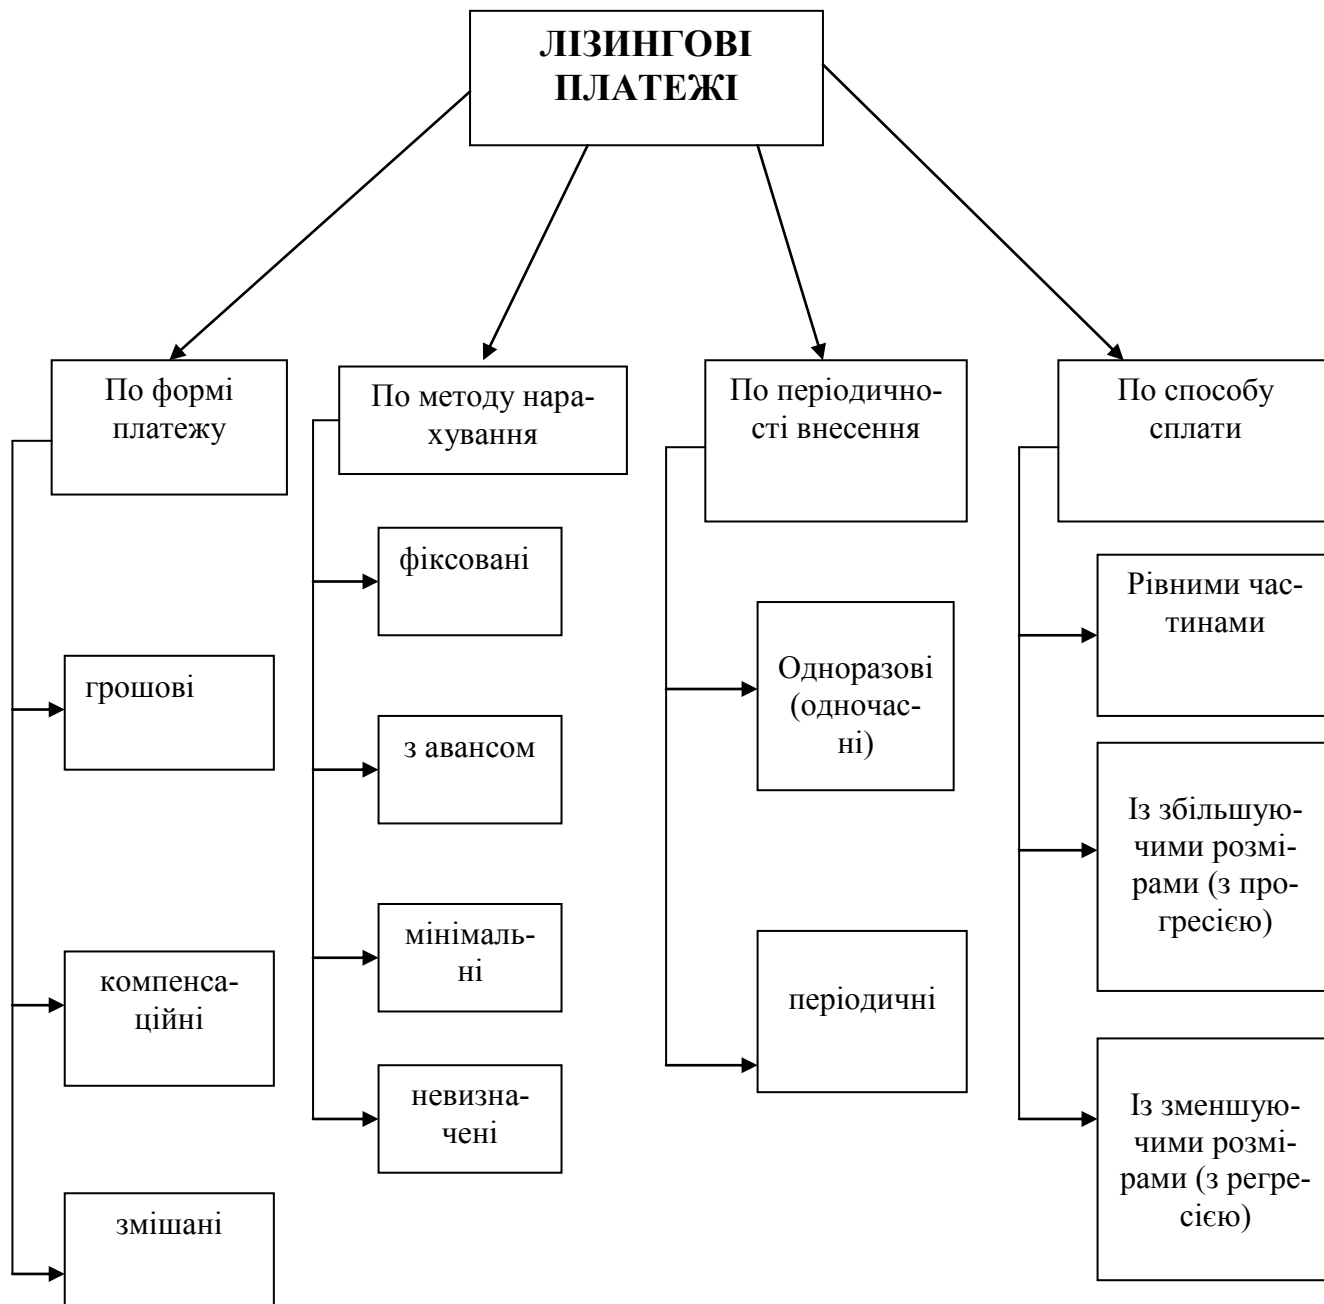 ЛІЗИНГОВІ
ПЛАТЕЖІ
По формі
платежу
грошові
компенса-
ційні
змішані
По методу нара-
хування
фіксовані
з авансом
мінімаль-
ні
невизна-
чені
По періодично-
сті внесення
Одноразові
(одночас-
ні)
періодичні
По способу
сплати
Рівними час-
тинами
Із збільшую-
чими розмі-
рами (з про-
гресією)
Із зменшую-
чими розмі-
рами (з регре-
сією)